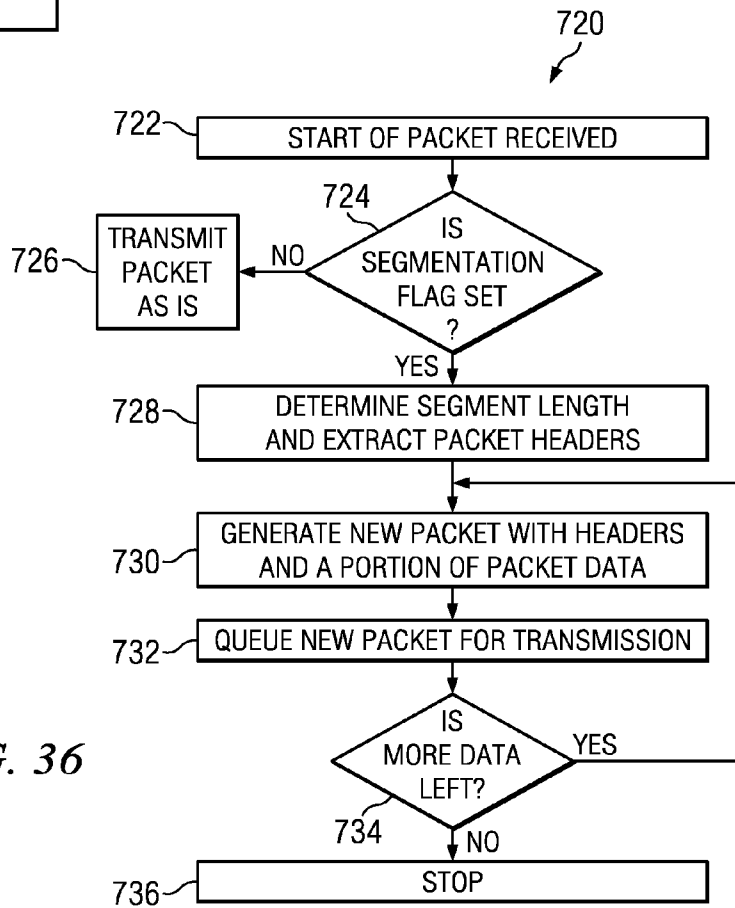 720
722
START OF PACKET RECEIVED
724
IS
SEGMENTATION
FLAG SET
?
NO
726
TRANSMIT
PACKET
AS IS
YES
728
DETERMINE SEGMENT LENGTH
AND EXTRACT PACKET HEADERS
730
GENERATE NEW PACKET WITH HEADERS
AND A PORTION OF PACKET DATA
732
QUEUE NEW PACKET FOR TRANSMISSION
IS
MORE DATA
LEFT?
YES
734
36
NO
736
STOP